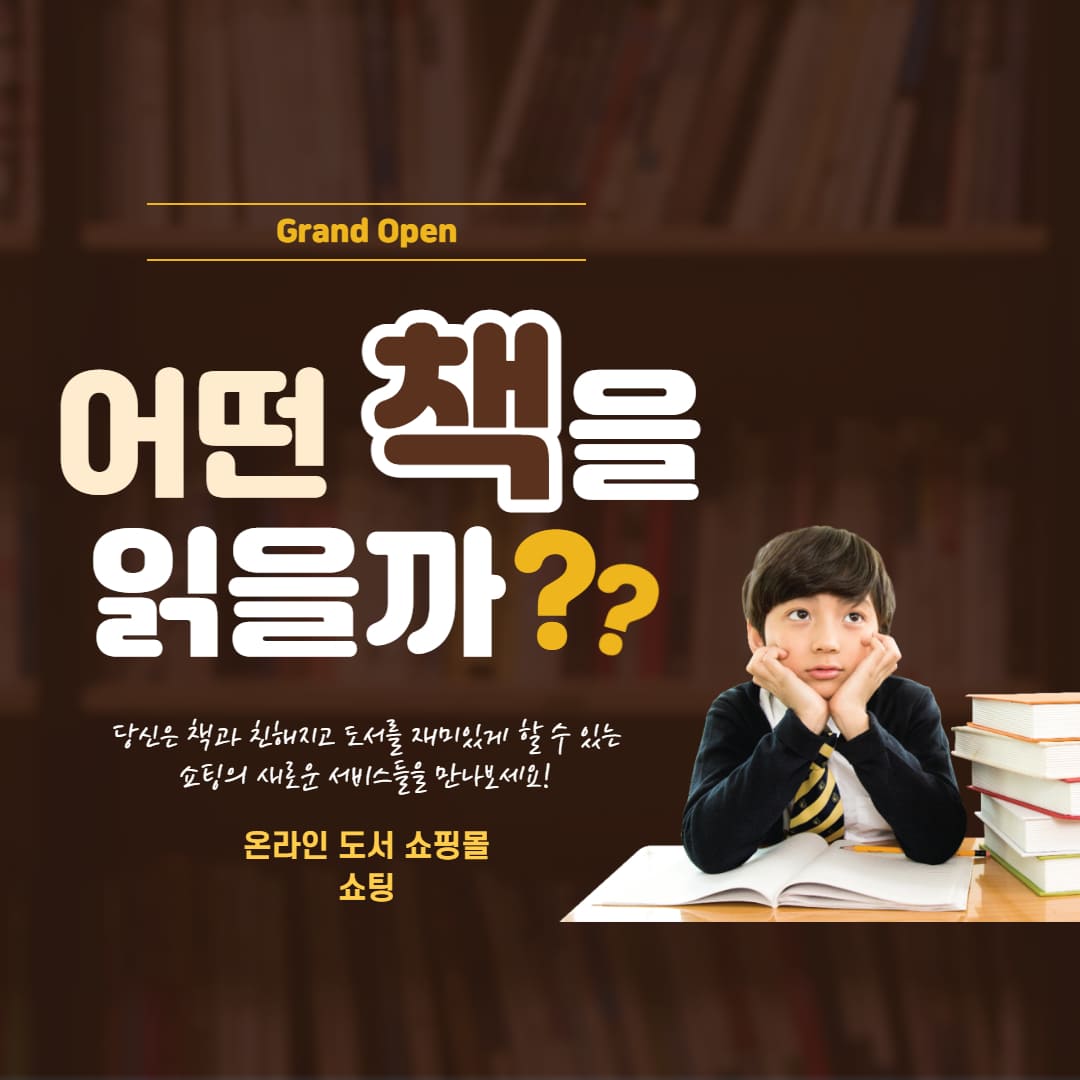 Grand Open
어떤 책을
읽을까??
당신은 책과 친해지고 도서를 재미있게 할 수 있는
쇼팅의 새로운 서비스들을 만나보세요!
온라인 도서 쇼핑몰
쇼팅